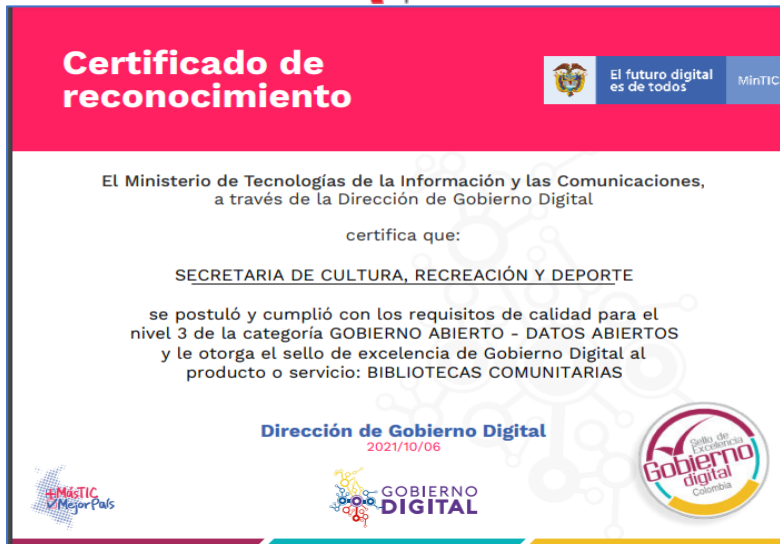 Certificado de
reconocimiento
El futuro digital
es de todos
MinTIC
El Ministerio de Tecnologías de la Información y las Comunicaciones,
a través de la Dirección de Gobierno Digital
certifica que:
SECRETARIA DE CULTURA, RECREACIÓN Y DEPORTE
se postuló y cumplió con los requisitos de calidad para el
nivel 3 de la categoría GOBIERNO ABIERTO - DATOS ABIERTOS
y le otorga el sello de excelencia de Gobierno Digital al
producto o servicio: BIBLIOTECAS COMUNITARIAS
Dirección de Gobierno Digital
2021/10/06
+MásTIC
✓MejorPaís
GOBIERNO
DIGITAL
Sello de
Excelencia
Gobierno
digital
Colombia